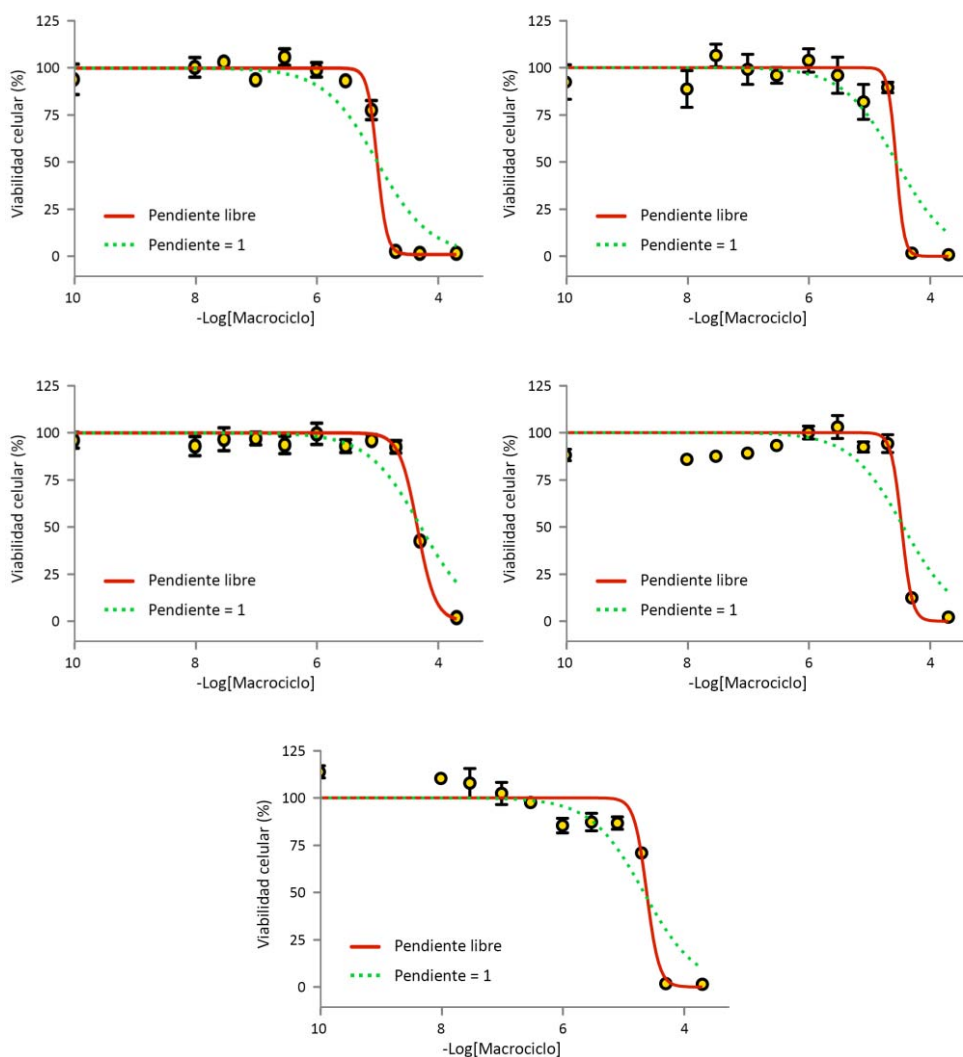 125
100
75
50
25
0
Viabilidad celular (%)
Pendiente libre
Pendiente = 1
10 8 6 4
-Log[Macrociclo]
125
100
75
50
25
0
Viabilidad celular (%)
Pendiente libre
Pendiente = 1
10 8 6 4
-Log[Macrociclo]
125
100
75
50
25
0
Viabilidad celular (%)
Pendiente libre
Pendiente = 1
10 8 6 4
-Log[Macrociclo]
125
100
75
50
25
0
Viabilidad celular (%)
Pendiente libre
Pendiente = 1
10 8 6 4
-Log[Macrociclo]
125
100
75
50
25
0
Viabilidad celular (%)
Pendiente libre
Pendiente = 1
10 8 6 4
-Log[Macrociclo]